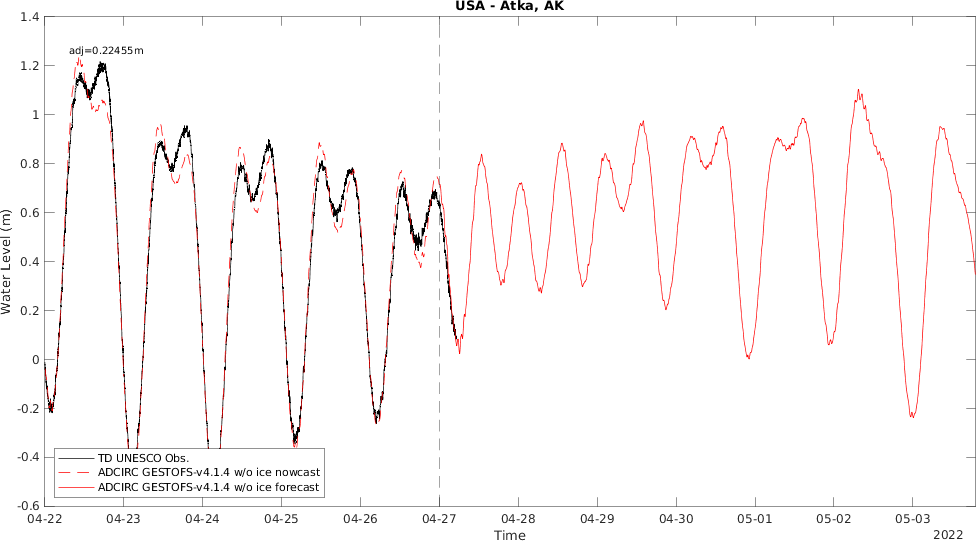 USA - Atka, AK
adj=0.22455m
Water Level (m)
1.4
1.2
1
0.8
0.6
0.4
0.2
0
-0.2
-0.4
-0.6
TD UNESCO Obs.
ADCIRC GESTOFS-v4.1.4 w/o ice nowcast
ADCIRC GESTOFS-v4.1.4 w/o ice forecast
04-22 04-23 04-24 04-25 04-26 04-27 04-28 04-29 04-30 05-01 05-02 05-03
Time
2022